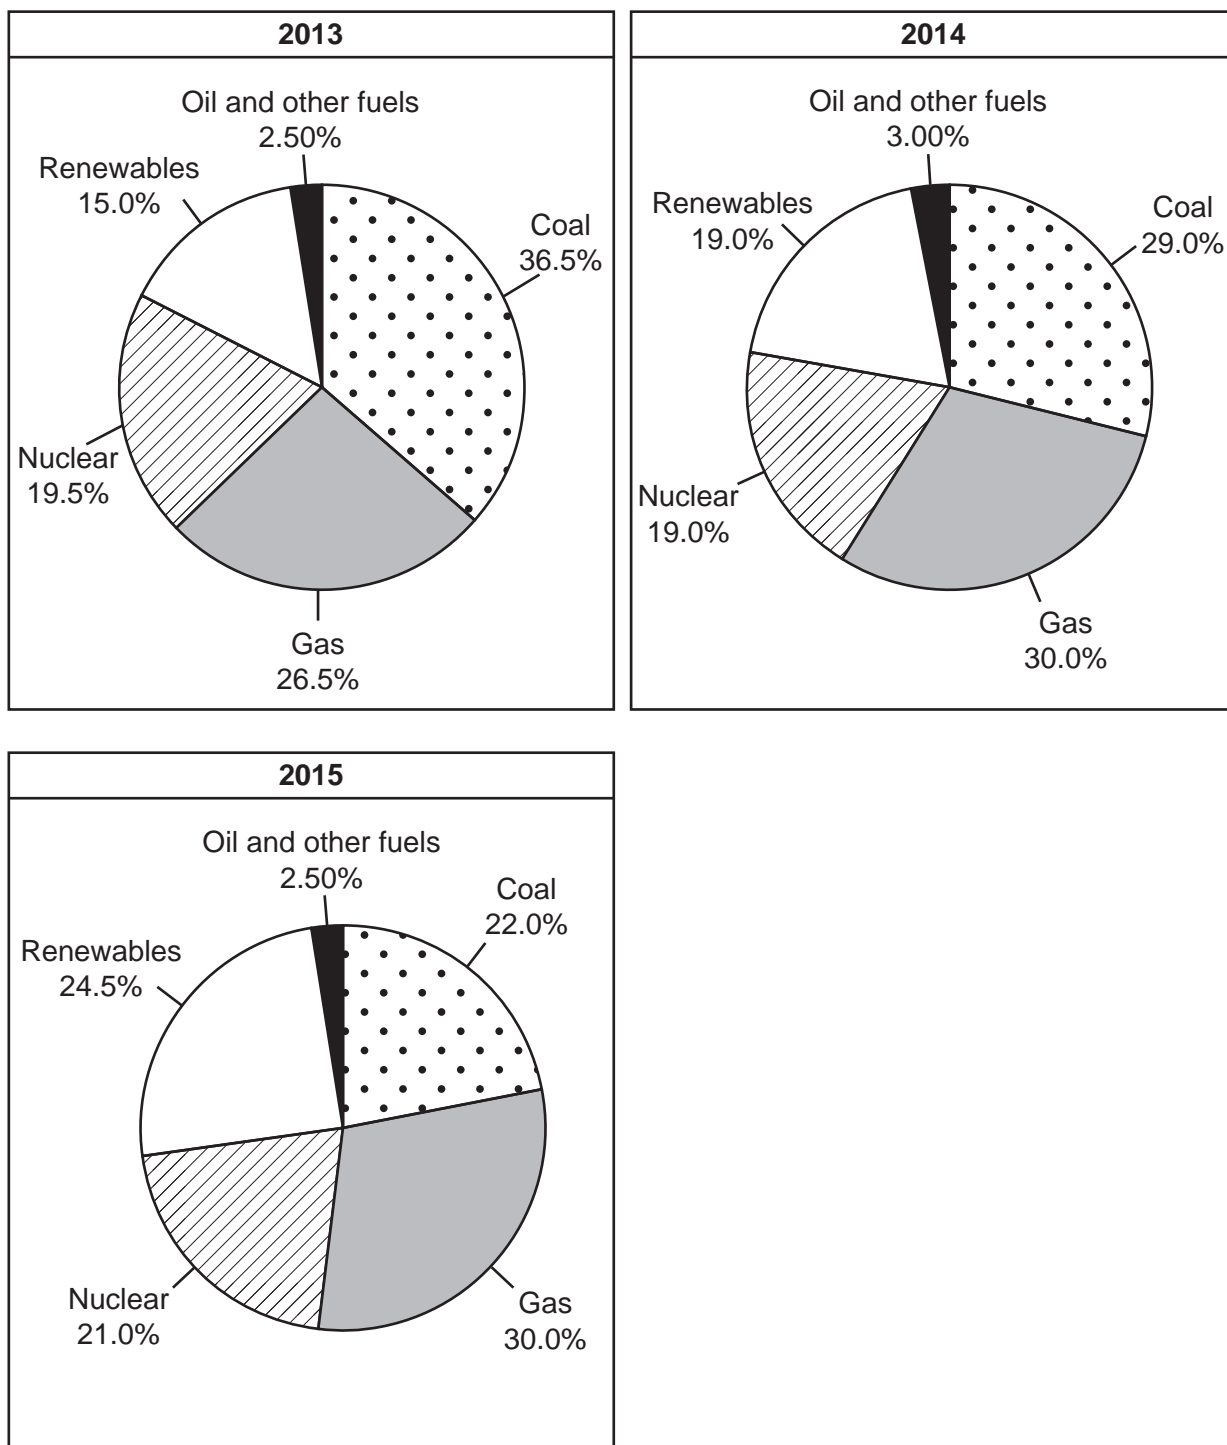 2013
Oil and other fuels
2.50%
Renewables
15.0%
Coal
36.5%
Nuclear
19.5%
Gas
26.5%
2014
Oil and other fuels
3.00%
Renewables
19.0%
Coal
29.0%
Nuclear
19.0%
Gas
30.0%
2015
Oil and other fuels
2.50%
Coal
22.0%
Renewables
24.5%
Nuclear
21.0%
Gas
30.0%